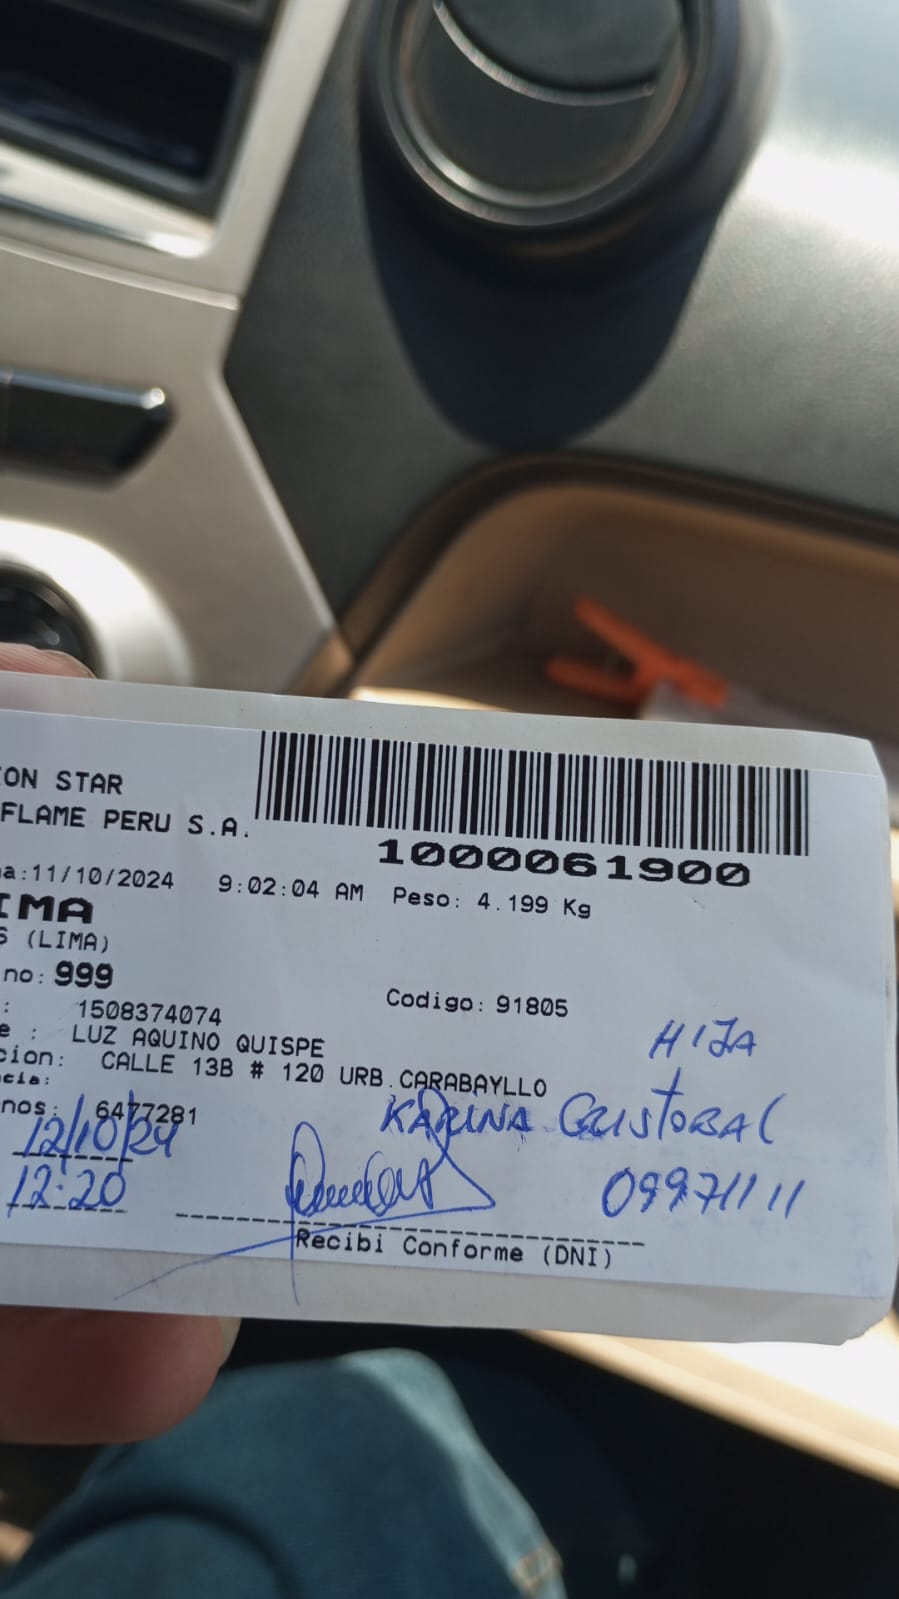 ON STAR
FLAME PERU S.A.
1000061900
a:11/10/2024 9:02:04 AM Peso: 4.199 Kg
IMA
S (LIMA)
no: 999
: 1508374074 Codigo: 91805
e : LUZ AQUINO QUISPE
HIJA
cion: CALLE 13B # 120 URB.CARABAYLLO
cia:
nos: 6477281
KARINA CRISTOBAL
12/10/24
12:20
09971111
Recibi Conforme (DNI)